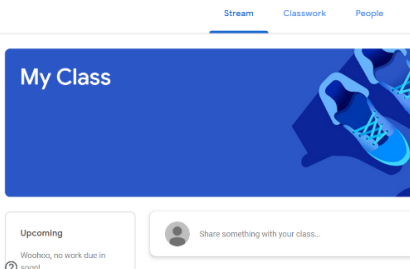 Stream Classwork People
My Class
Upcoming
Woohoo, no work due in
soon!
Share something with your class...